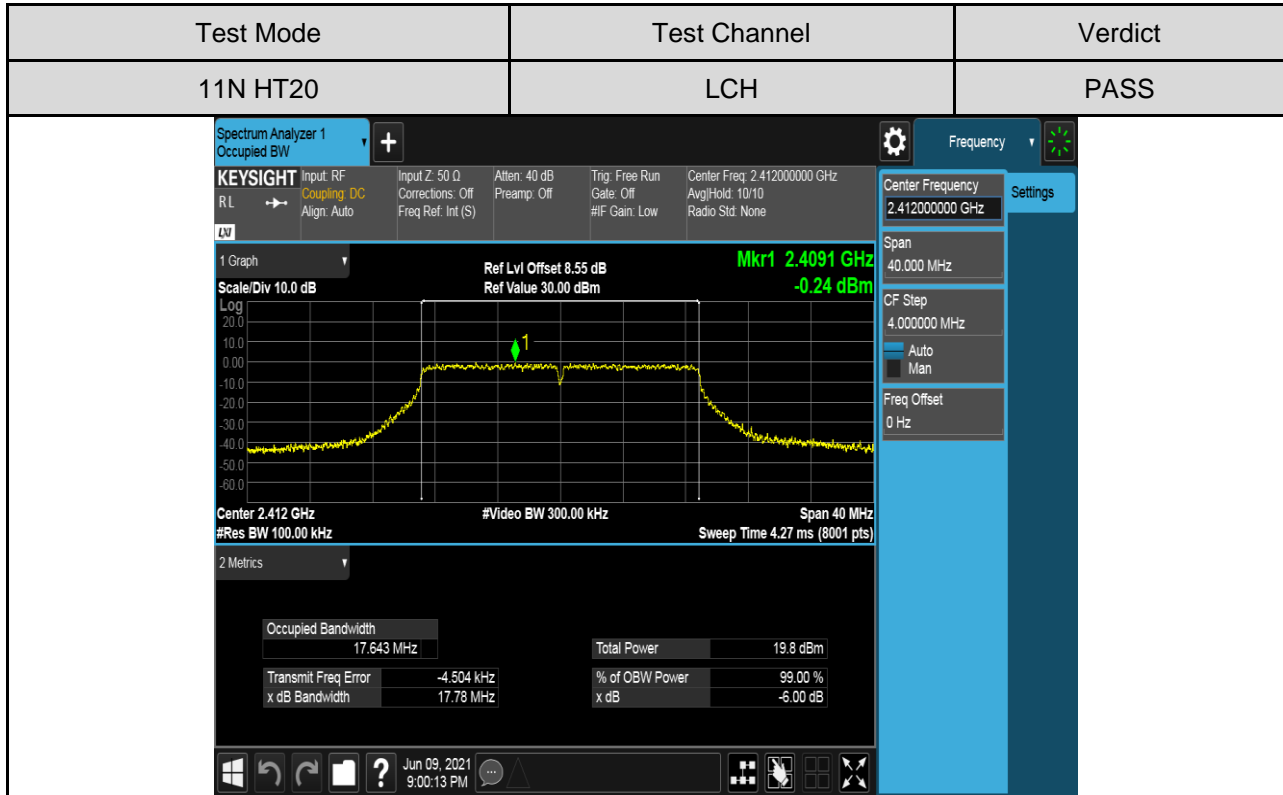 Test Mode Test Channel Verdict
11N HT20 LCH PASS
Spectrum Analyzer 1
Occupied BW
+
Frequency
KEYSIGHT Input: RF Input Z: 50 Ω Atten: 40 dB Trig: Free Run Center Freq: 2.412000000 GHz
RL Coupling: DC Corrections: Off Preamp: Off Gate: Off Avg|Hold: 10/10
Align: Auto Freq Ref: Int (S) #IF Gain: Low Radio Std: None
LXI
Center Frequency
2.412000000 GHz
Settings
Span
40.000 MHz
CF Step
4.000000 MHz
Auto
Man
Freq Offset
0 Hz
1 Graph Ref Lvl Offset 8.55 dB Mkr1 2.4091 GHz
Scale/Div 10.0 dB Ref Value 30.00 dBm -0.24 dBm
Log
20.0
10.0
1
0.00
-10.0
-20.0
-30.0
-40.0
-50.0
-60.0
Center 2.412 GHz #Video BW 300.00 kHz Span 40 MHz
#Res BW 100.00 kHz Sweep Time 4.27 ms (8001 pts)
2 Metrics
Occupied Bandwidth
17.643 MHz Total Power 19.8 dBm
Transmit Freq Error -4.504 kHz % of OBW Power 99.00 %
x dB Bandwidth 17.78 MHz x dB -6.00 dB
? Jun 09, 2021
9:00:13 PM